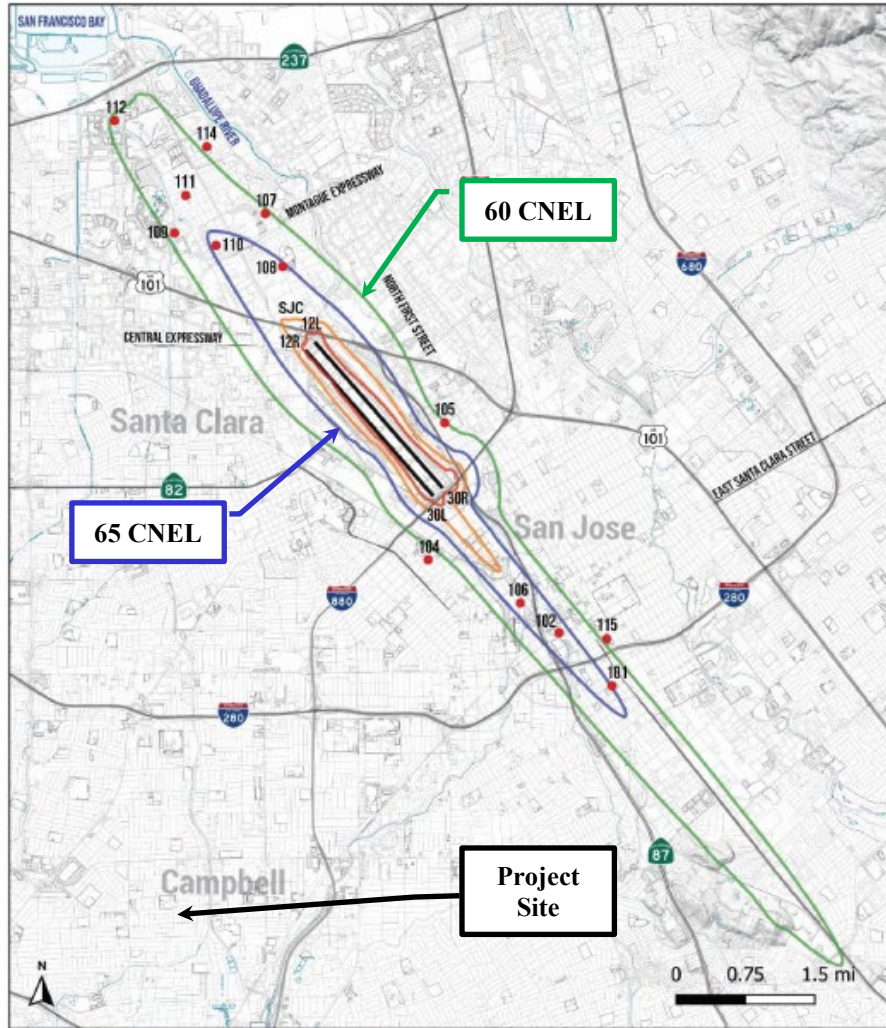 SAN FRANCISCO BAY
237
GUADALUPE RIVER
112
114
111
107
MONTAGUE EXPRESSWAY
60 CNEL
109
110
108
680
101
SJC
12L
12R
CENTRAL EXPRESSWAY
NORTH FIRST STREET
105
Santa Clara
101
EAST SANTA CLARA STREET
82
30R
30L
San Jose
65 CNEL
104
880
106
280
102
115
101
280
87
Campbell
Project
Site
N
0 0.75 1.5 mi